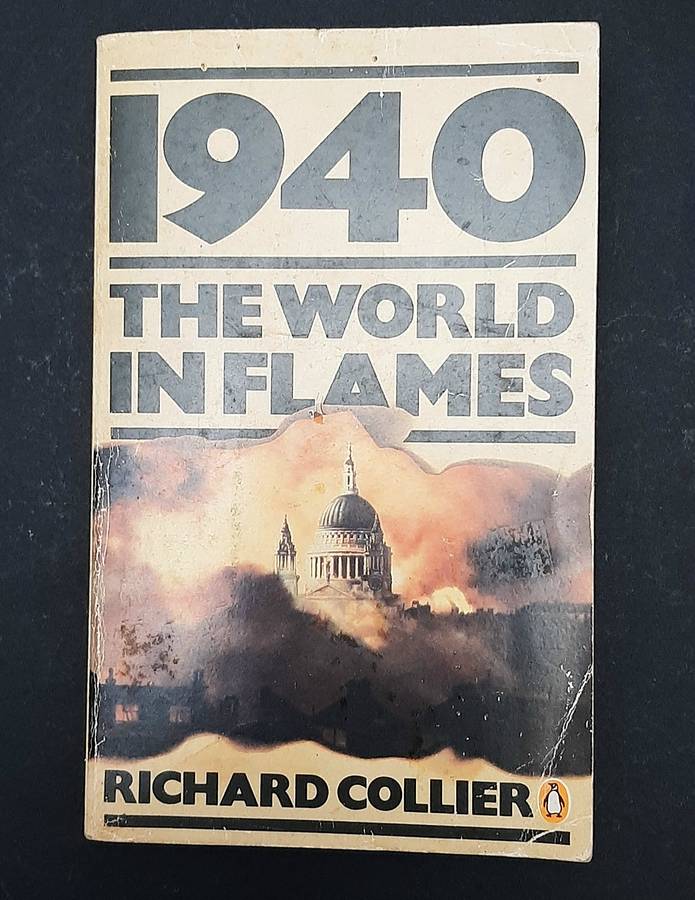 1940
THE WORLD
IN FLAMES
RICHARD COLLIER